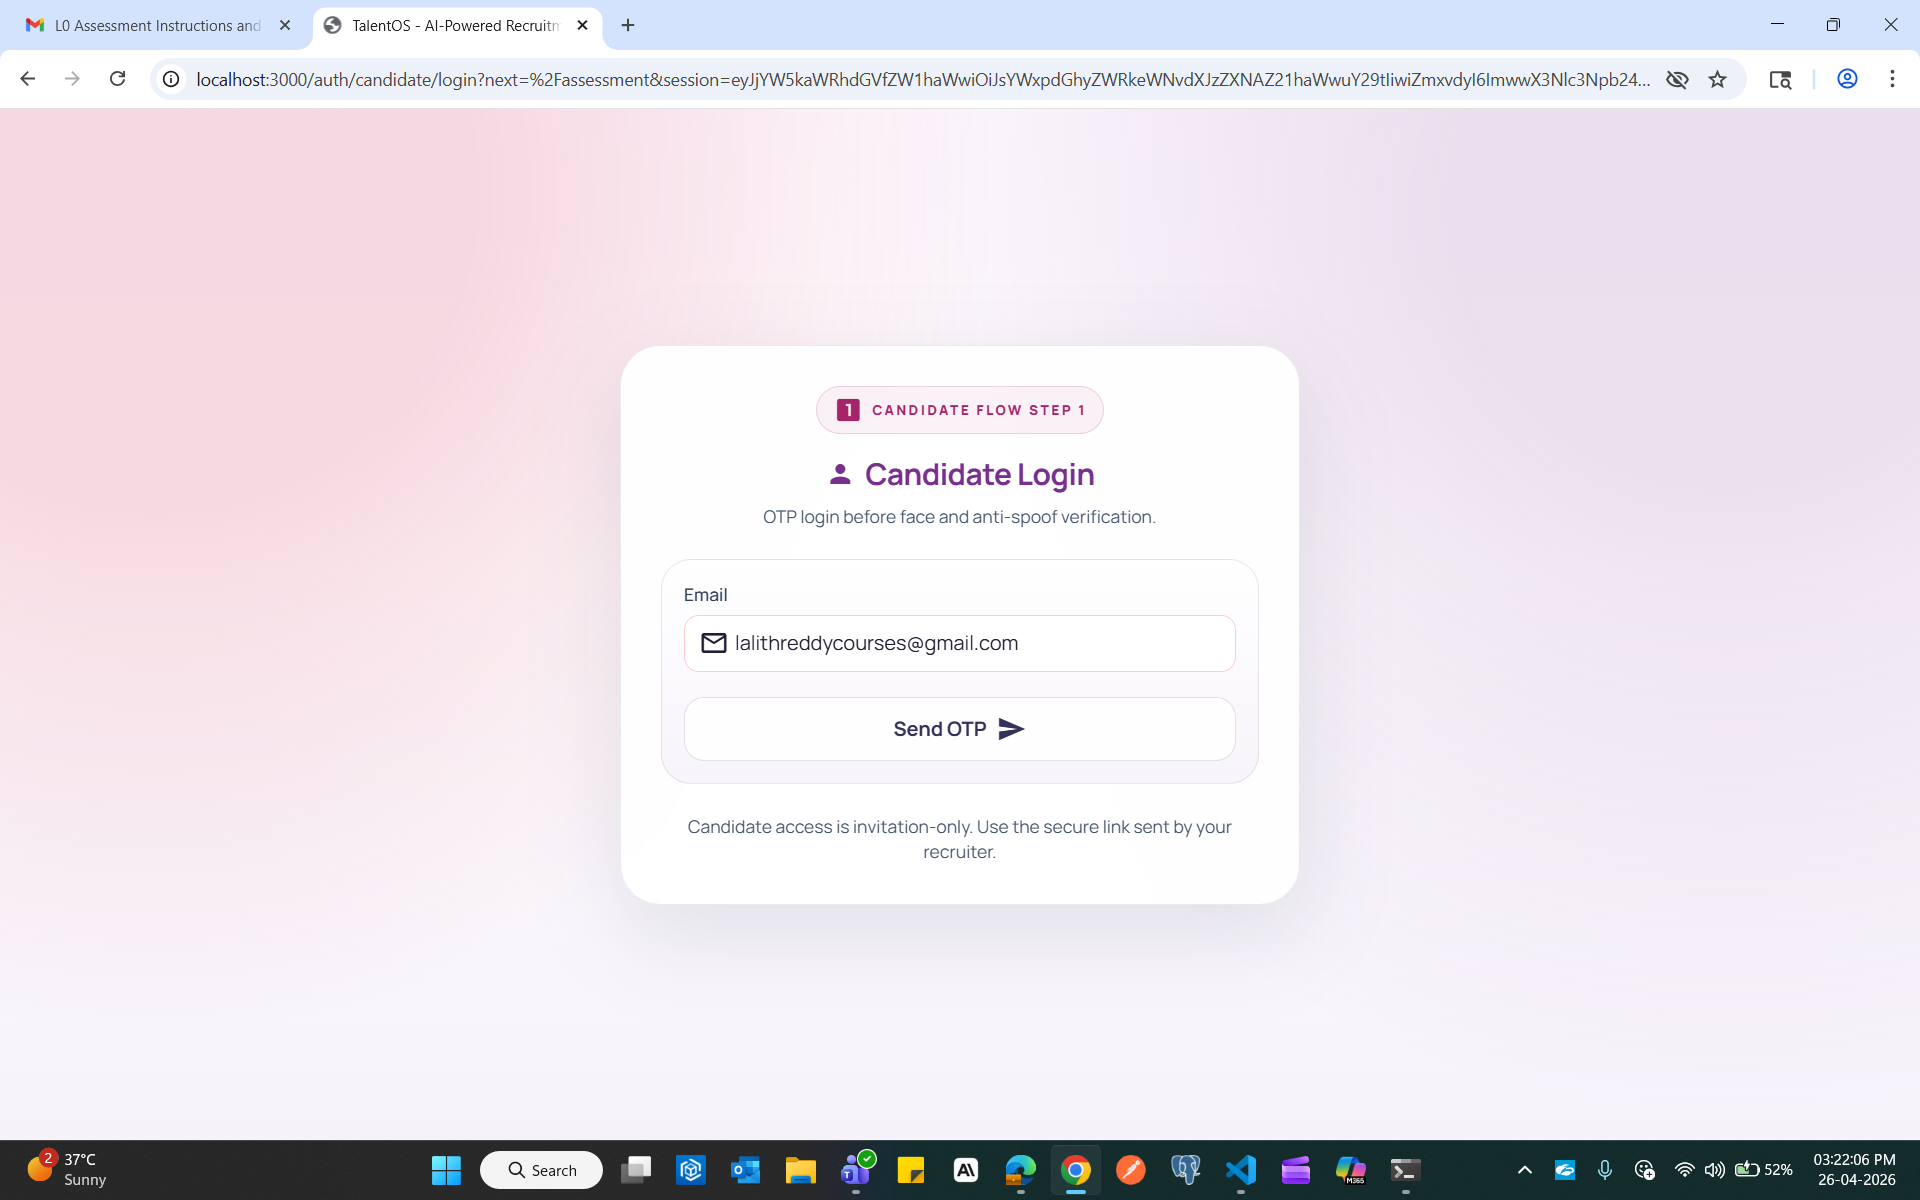 L0 Assessment Instructions and
TalentOS - AI-Powered Recruitm
localhost:3000/auth/candidate/login?next=%2Fassessment&session=eyJjYW5kaWRhdGVfZW1haWwiOiJsYWxpdGhyZWRkeWNvdXJzZXNAZ21haWwuY29tIiwiZmxvdyI6ImwwX3Nlc3Npb24...
1 CANDIDATE FLOW STEP 1
Candidate Login
OTP login before face and anti-spoof verification.
Email
lalithreddycourses@gmail.com
Send OTP
Candidate access is invitation-only. Use the secure link sent by your
recruiter.
2
37°C
Sunny
Search
M365
52%
03:22:06 PM
26-04-2026